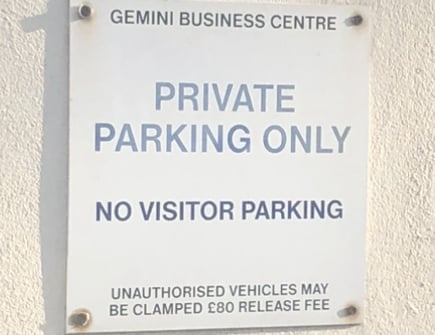 GEMINI BUSINESS CENTRE
PRIVATE
PARKING ONLY
NO VISITOR PARKING
UNAUTHORISED VEHICLES MAY
BE CLAMPED £80 RELEASE FEE